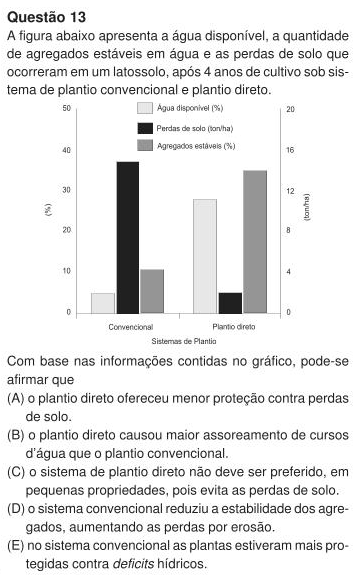 Questão 13
A figura abaixo apresenta a água disponível, a quantidade
de agregados estáveis em água e as perdas de solo que
ocorreram em um latossolo, após 4 anos de cultivo sob sis-
tema de plantio convencional e plantio direto.
50
40
30
20
10
0
(%)
Água disponível (%)
Perdas de solo (ton/ha)
Agregados estáveis (%)
20
16
12
8
4
0
(ton/ha)
Convencional
Plantio direto
Sistemas de Plantio
Com base nas informações contidas no gráfico, pode-se
afirmar que
(A) o plantio direto ofereceu menor proteção contra perdas
de solo.
(B) o plantio direto causou maior assoreamento de cursos
d'água que o plantio convencional.
(C) o sistema de plantio direto não deve ser preferido, em
pequenas propriedades, pois evita as perdas de solo.
(D) o sistema convencional reduziu a estabilidade dos agre-
gados, aumentando as perdas por erosão.
(E) no sistema convencional as plantas estiveram mais pro-
tegidas contra deficits hídricos.